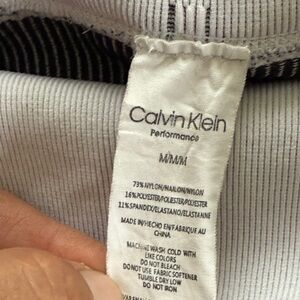 Calvin Klein
Performance
M/M/M
73% NYLON/NAILON/NYLON
16% POLYESTER/POLIESTER/POLYESTER
11% SPANDEX/ELASTANO/ELASTHANNE
MADE IN/HECHO EN/FABRIQUE AU
CHINA
MACHINE WASH COLD WITH
LIKE COLORS
DO NOT BLEACH
DO NOT USE FABRIC SOFTENER
TUMBLE DRY LOW
DO NOT IRON